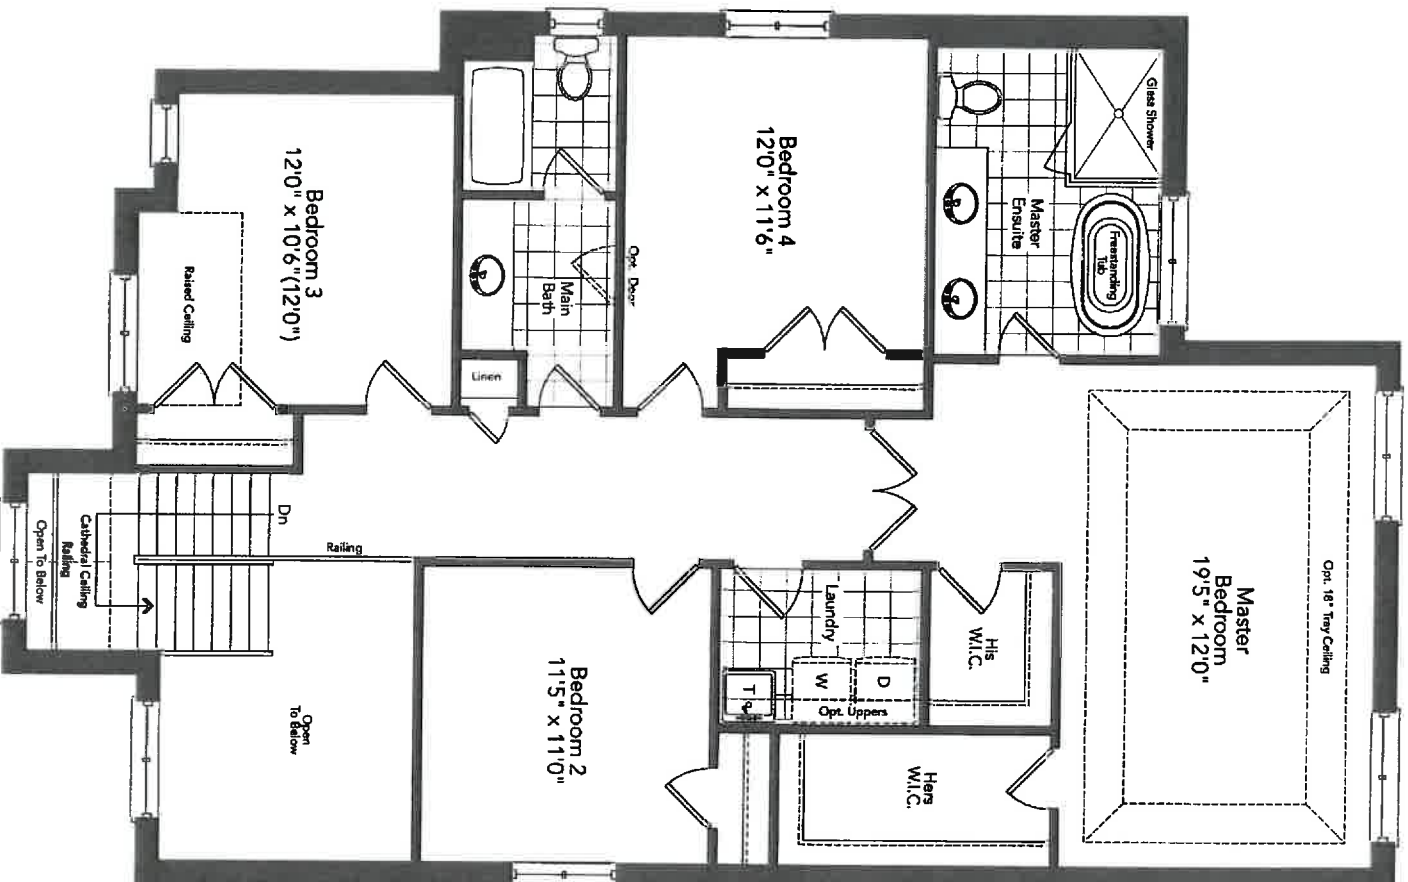 Glass Shower
Master
Ensuite
Freestanding
Tub
Bedroom 4
12'0" x 11'6"
Opt. Door
Main
Bath
Linen
Bedroom 3
12'0" x 10'6"(12'0")
Raised Ceiling
Opt. 18" Tray Ceiling
Master
Bedroom
19'5" x 12'0"
His
W.I.C.
Hers
W.I.C.
Laundry
D
W
T
Opt. Uppers
Bedroom 2
11'5" x 11'0"
Dn
Railing
Cathedral Ceiling
Railing
Open To Below
Open
To Below